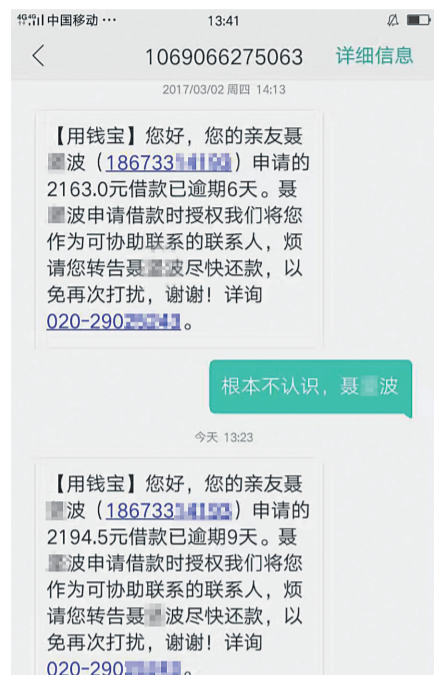 4G 中国移动 ··· 13:41
1069066275063 详细信息
2017/03/02 周四 14:13
【用钱宝】您好，您的亲友聂
波（18673314193）申请的
2163.0元借款已逾期6天。聂
波申请借款时授权我们将您
作为可协助联系的联系人，烦
请您转告聂波尽快还款，以
免再次打扰，谢谢！详询
020-290。
根本不认识，聂波
今天 13:23
【用钱宝】您好，您的亲友聂
波（186733）申请的
2194.5元借款已逾期9天。聂
波申请借款时授权我们将您
作为可协助联系的联系人，烦
请您转告聂波尽快还款，以
免再次打扰，谢谢！详询
020-290。